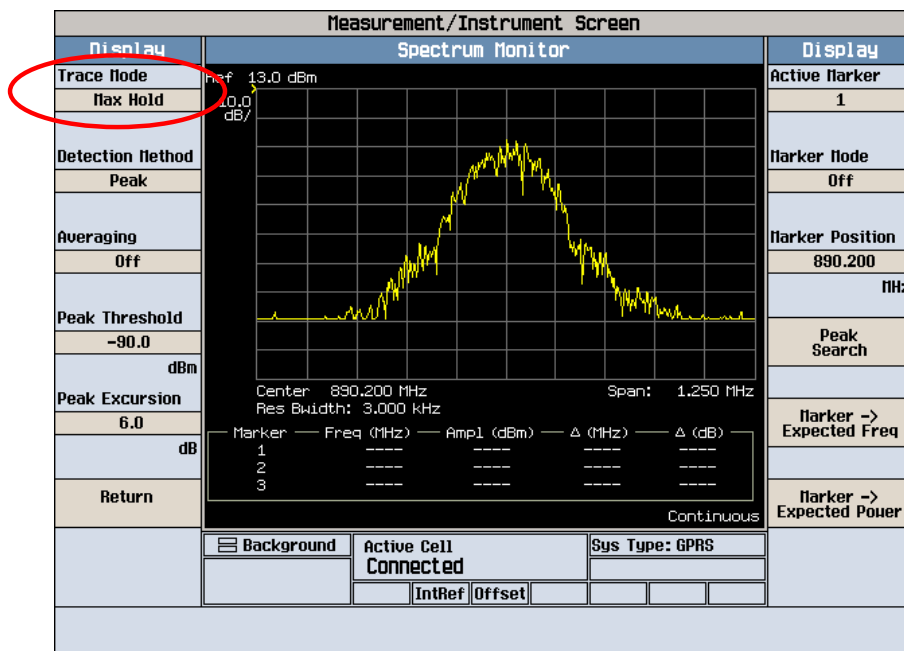 Measurement/Instrument Screen
Display
Spectrum Monitor
Display
Trace Mode
Max Hold
Detection Method
Peak
Averaging
Off
Peak Threshold
-90.0
dBm
Peak Excursion
6.0
dB
Return
Ref 13.0 dBm
10.0
dB/
Center 890.200 MHz Span: 1.250 MHz
Res Bwidth: 3.000 kHz
Marker Freq (MHz) Ampl (dBm) Δ (MHz) Δ (dB)
1 ---- ---- ---- ----
2 ---- ---- ---- ----
3 ---- ---- ---- ----
Continuous
Background
Active Cell
Connected
Sys Type: GPRS
IntRef Offset
Active Marker
1
Marker Mode
Off
Marker Position
890.200
MHz
Peak
Search
Marker ->
Expected Freq
Marker ->
Expected Power